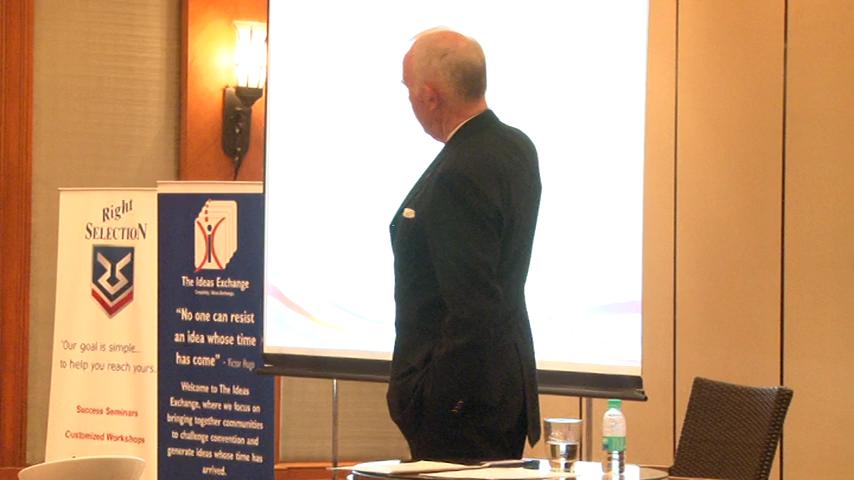 Right
SELECTION
"Our goal is simple...
to help you reach yours.
Success Seminars
Customized Workshops
The Ideas Exchange
"No one can resist
an idea whose time
has come" - Victor Hugo
Welcome to The Ideas
Exchange, where we focus on
bringing together communities
to challenge convention and
generate ideas whose time has
arrived.